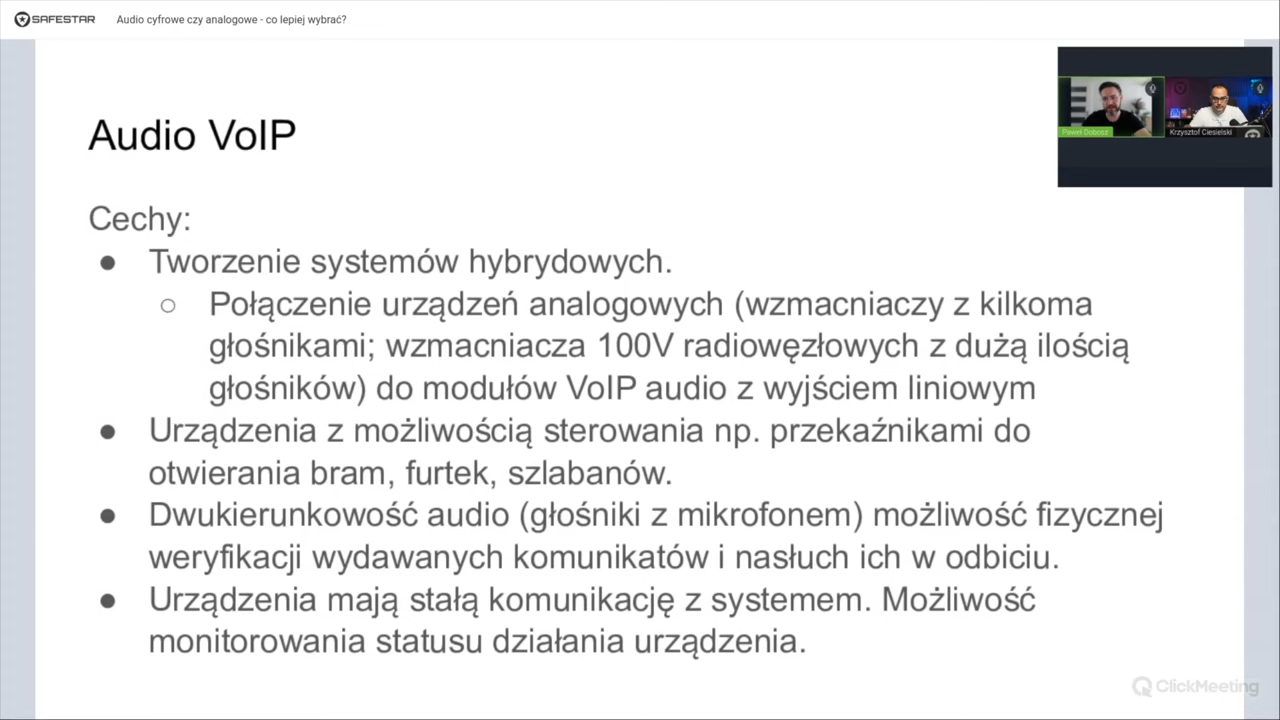 SAFESTAR
Audio cyfrowe czy analogowe - co lepiej wybrać?
Paweł Dobosz
Krzysztof Ciesielski
Audio VoIP
Cechy:
● Tworzenie systemów hybrydowych.
○ Połączenie urządzeń analogowych (wzmacniaczy z kilkoma
głośnikami; wzmacniacza 100V radiowęzłowych z dużą ilością
głośników) do modułów VoIP audio z wyjściem liniowym
● Urządzenia z możliwością sterowania np. przekaźnikami do
otwierania bram, furtek, szlabanów.
● Dwukierunkowość audio (głośniki z mikrofonem) możliwość fizycznej
weryfikacji wydawanych komunikatów i nasłuch ich w odbiciu.
● Urządzenia mają stałą komunikację z systemem. Możliwość
monitorowania statusu działania urządzenia.
ClickMeeting